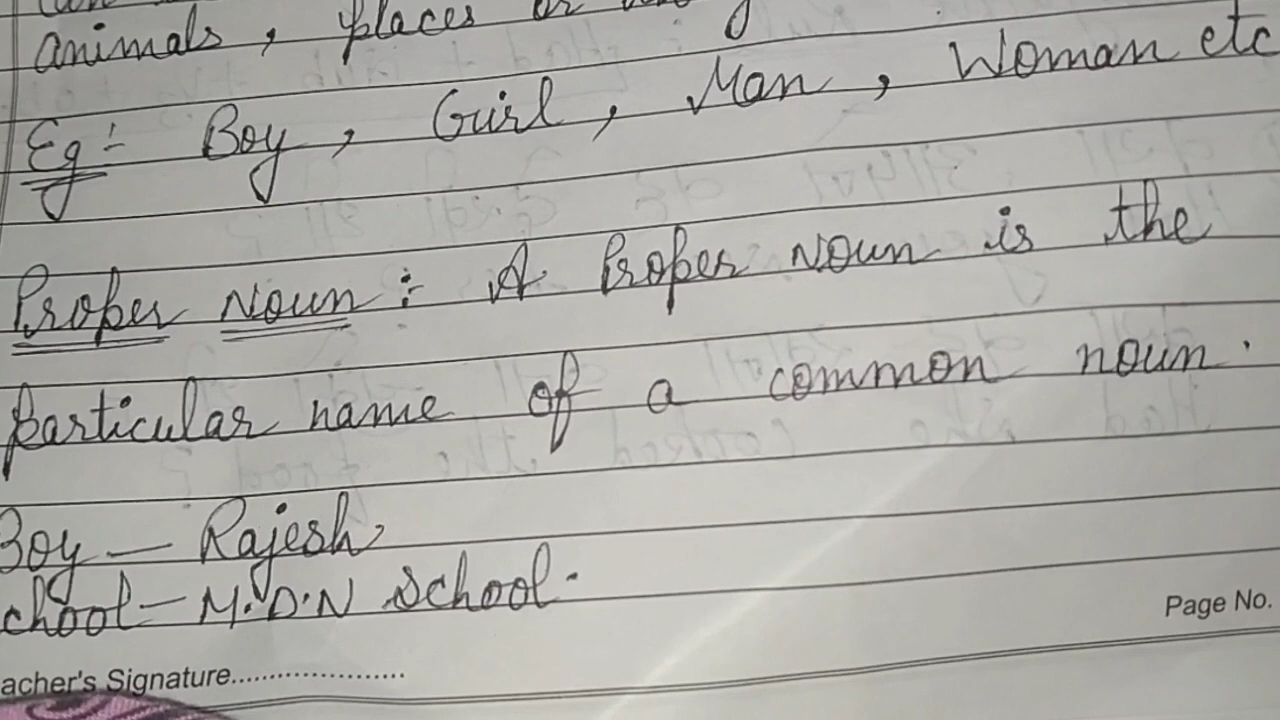 animals, places or
Eg:- Boy, Girl, Man, Woman etc
Proper Noun :- A Proper Noun is the
particular name of a common noun.
Boy — Rajesh
chool — M.D.N School.
Page No.
acher's Signature.....................